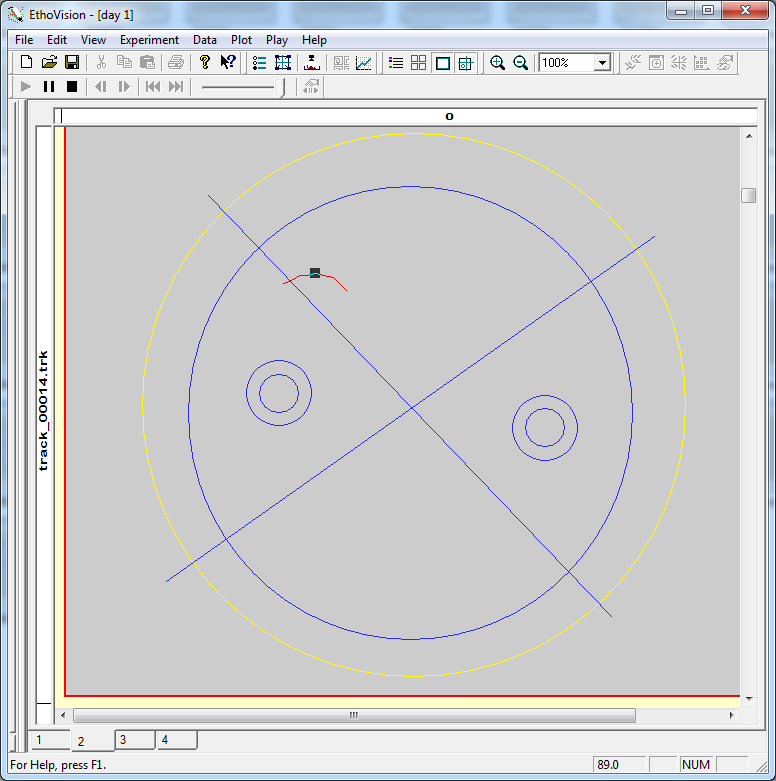 EthoVision - [day 1]
File Edit View Experiment Data Plot Play Help
100%
o
track_00014.trk
1 2 3 4
For Help, press F1. 89.0 NUM